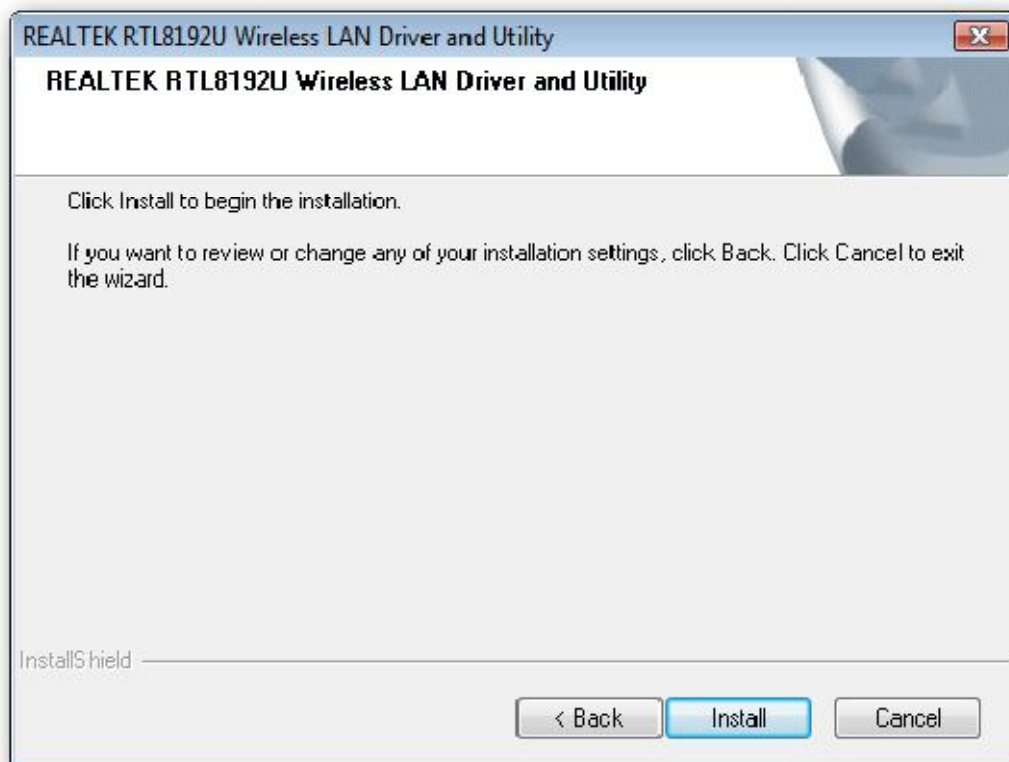 REALTEK RTL8192U Wireless LAN Driver and Utility
REALTEK RTL8192U Wireless LAN Driver and Utility
Click Install to begin the installation.
If you want to review or change any of your installation settings, click Back. Click Cancel to exit
the wizard.
InstallShield
< Back
Install
Cancel